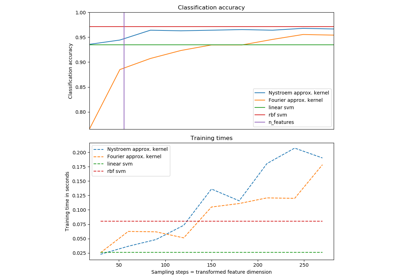 Classification accuracy
1.00
0.95
0.90
0.85
0.80
Classification accuracy
Nystroem approx. kernel
Fourier approx. kernel
linear svm
rbf svm
n_features
Training times
0.200
0.175
0.150
0.125
0.100
0.075
0.050
0.025
Training time in seconds
Nystroem approx. kernel
Fourier approx. kernel
linear svm
rbf svm
50
100
150
200
250
Sampling steps = transformed feature dimension